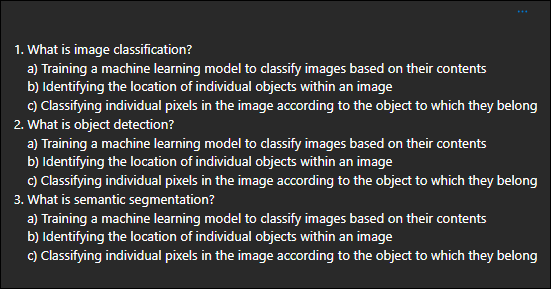 ...
1. What is image classification?
a) Training a machine learning model to classify images based on their contents
b) Identifying the location of individual objects within an image
c) Classifying individual pixels in the image according to the object to which they belong
2. What is object detection?
a) Training a machine learning model to classify images based on their contents
b) Identifying the location of individual objects within an image
c) Classifying individual pixels in the image according to the object to which they belong
3. What is semantic segmentation?
a) Training a machine learning model to classify images based on their contents
b) Identifying the location of individual objects within an image
c) Classifying individual pixels in the image according to the object to which they belong